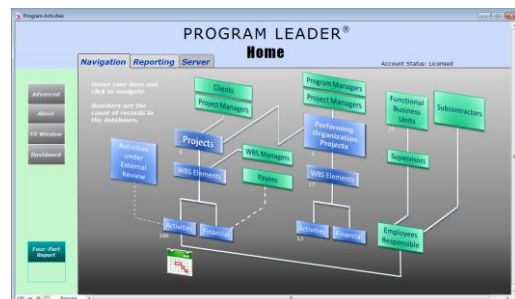 Program Activities
PROGRAM LEADER®
Home
Navigation Reporting Server
Account Status: Licensed
Hover over item and
click to navigate.
Numbers are the
count of records in
the databases.
Advanced
About
Dashboard
Four-Part
Report
Clients
Project Managers
Program Managers
Project Managers
Functional
Business
Units
Subcontractors
Activities
under
External
Review
Projects
WBS Elements
WBS Managers
Payees
Performing
Organization
Projects
WBS Elements
17
Supervisors
Activities
Financial
Activities
Financial
53
Employees
Responsible